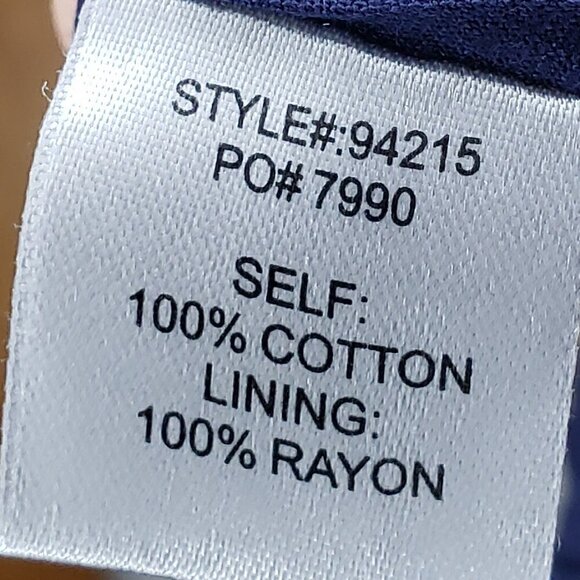 STYLE#:94215
PO# 7990
SELF:
100% COTTON
LINING:
100% RAYON